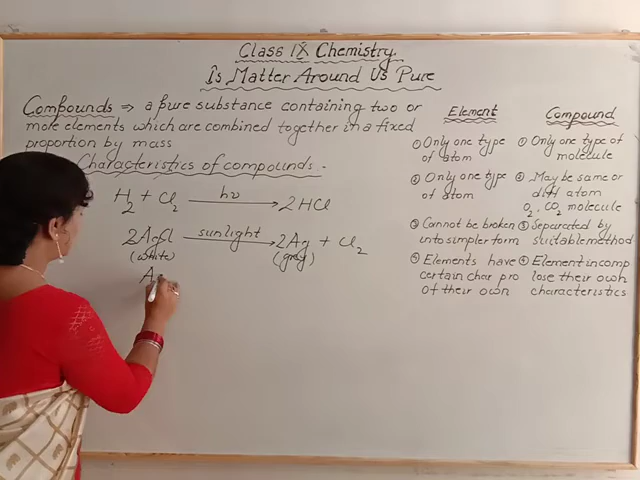 Class IX Chemistry.
Is Matter Around Us Pure
Compounds → a pure substance containing two or
more elements which are combined together in a fixed
proportion by mass
Characteristics of compounds.
H2 + Cl2 hν → 2HCl
2AgCl sunlight → 2Ag + Cl2
(white) (gray)
A
Element
① Only one type
of atom
② Only one type
of atom
③ Cannot be broken
into simpler form
④ Elements have
certain char pro
of their own
Compound
① Only one type of
molecule
② May be same or
diff atom
O2, CO2 molecule
③ Separated by
suitable method
④ Element in comp
lose their own
characteristics